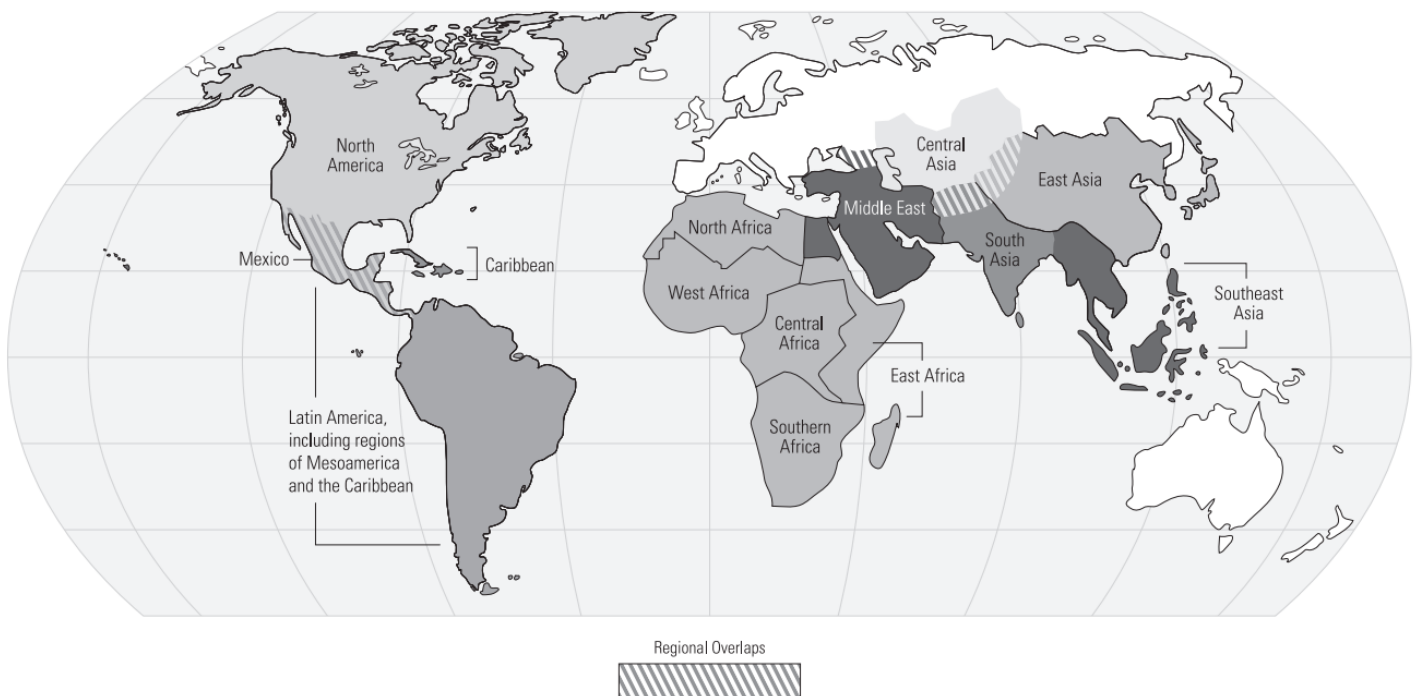 North
America
Central
Asia
East Asia
Middle East
North Africa
South
Asia
Mexico
Caribbean
West Africa
Southeast
Asia
Central
Africa
East Africa
Latin America,
including regions
of Mesoamerica
and the Caribbean
Southern
Africa
Regional Overlaps